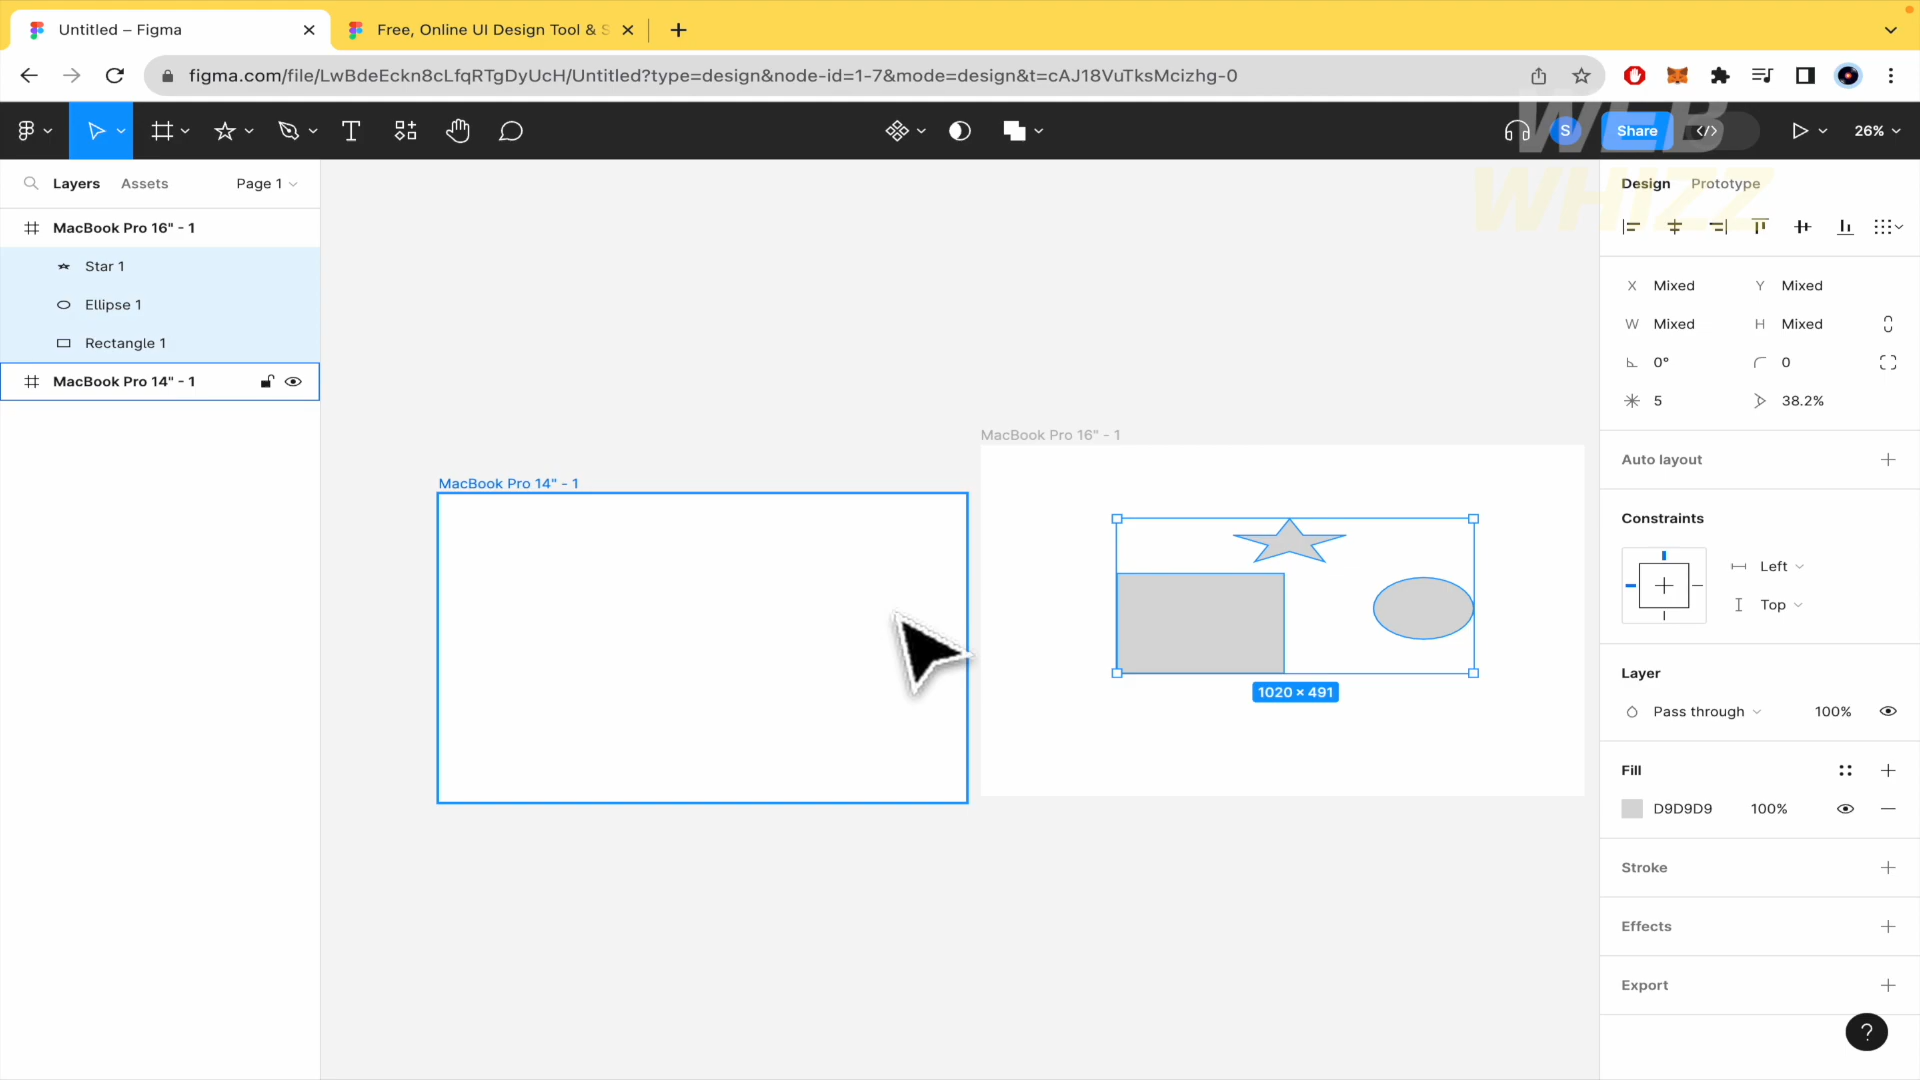 Untitled – Figma
Free, Online UI Design Tool & S
figma.com/file/LwBdeEckn8cLfqRTgDyUcH/Untitled?type=design&node-id=1-7&mode=design&t=cAJ18VuTksMcizhg-0
S
Share
26%
WEB
WHIZZ
Layers
Assets
Page 1
Design
Prototype
MacBook Pro 16" - 1
Star 1
Ellipse 1
Rectangle 1
MacBook Pro 14" - 1
MacBook Pro 14" - 1
MacBook Pro 16" - 1
1020 × 491
X Mixed Y Mixed
W Mixed H Mixed
0° 0
5 38.2%
Auto layout
Constraints
Left
Top
Layer
Pass through 100%
Fill
D9D9D9 100%
Stroke
Effects
Export
?